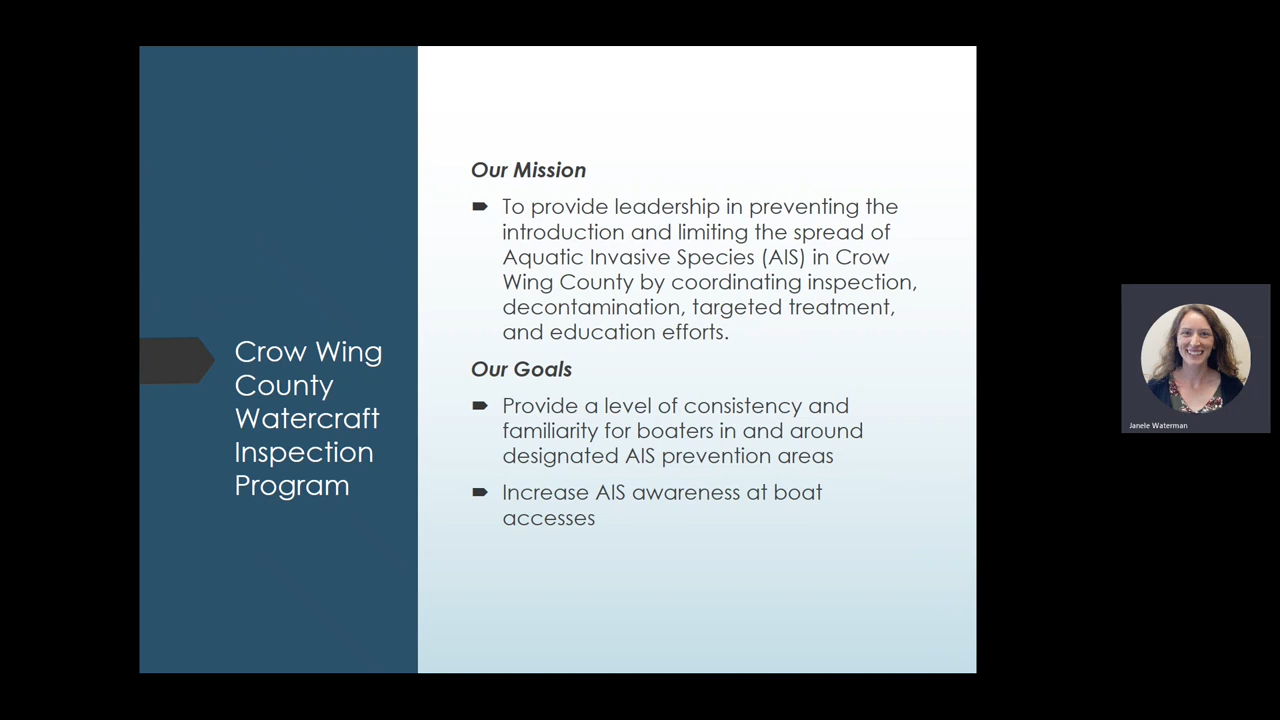 Crow Wing
County
Watercraft
Inspection
Program
Our Mission
To provide leadership in preventing the
introduction and limiting the spread of
Aquatic Invasive Species (AIS) in Crow
Wing County by coordinating inspection,
decontamination, targeted treatment,
and education efforts.
Our Goals
Provide a level of consistency and
familiarity for boaters in and around
designated AIS prevention areas
Increase AIS awareness at boat
accesses
Janele Waterman